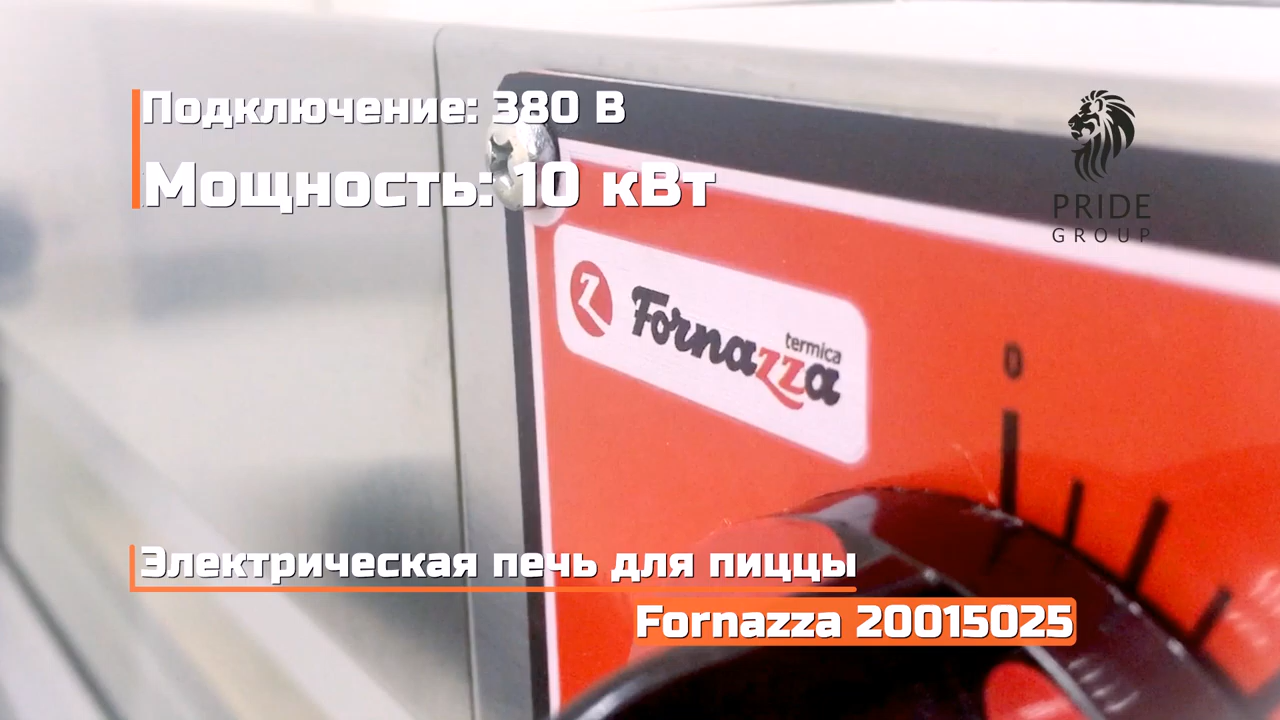 Подключение: 380 В
Мощность: 10 кВт
PRIDE
GROUP
Z
Fornazza
termica
0
Электрическая печь для пиццы
Fornazza 20015025